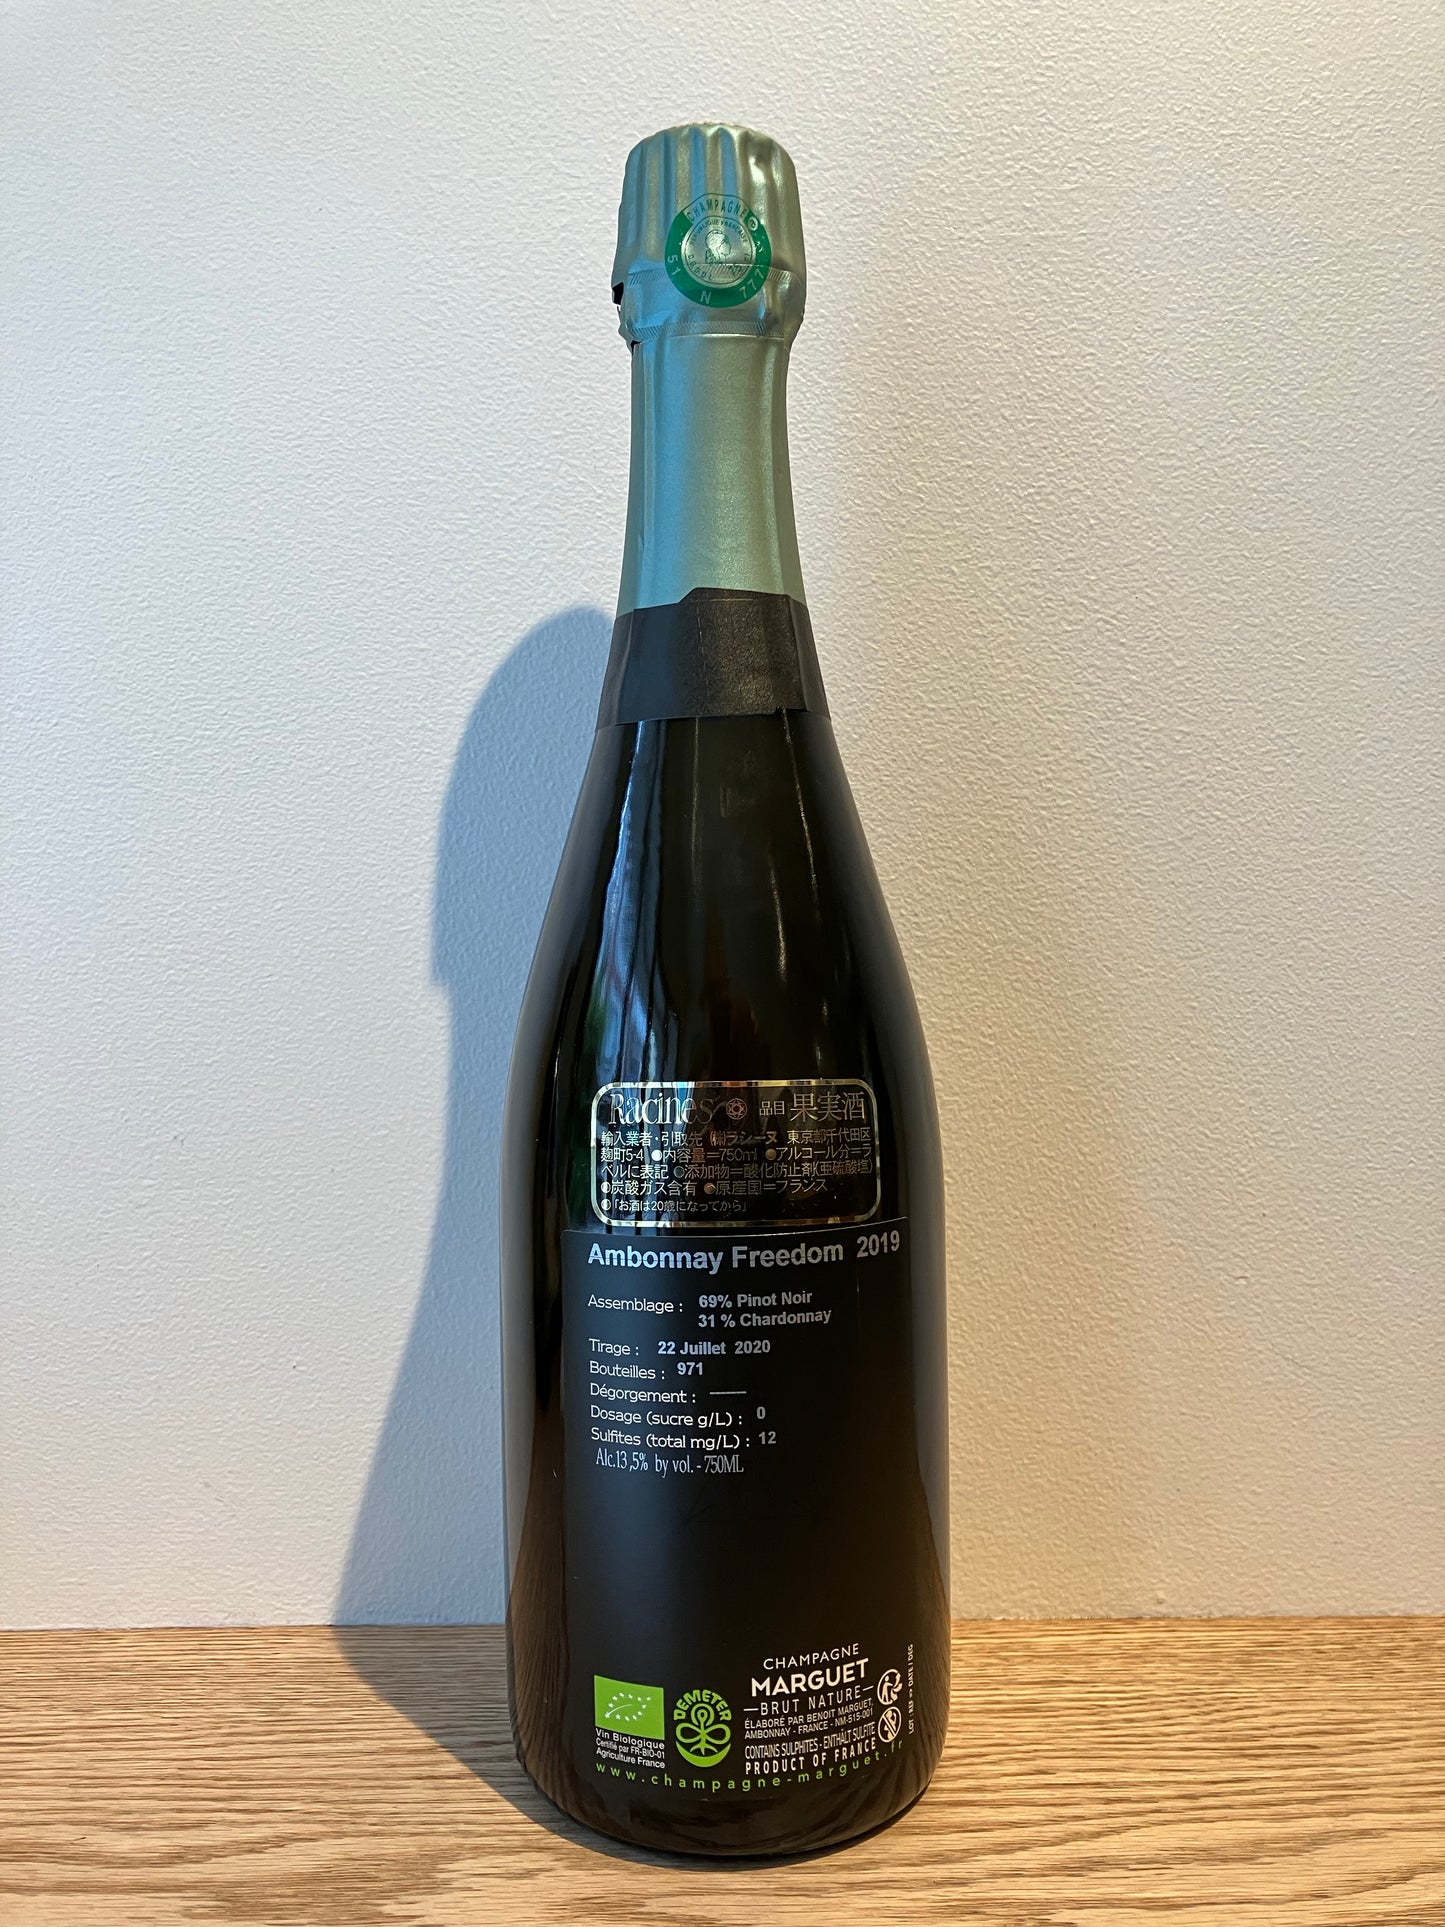 CHAMPAGNE
51 N 777
Racines 品目 果実酒
輸入業者・引取先 ㈱ラシーヌ 東京都千代田区
麹町5-4 ●内容量=750ml ●アルコール分=ラ
ベルに表記 ●添加物=酸化防止剤(亜硫酸塩)
●炭酸ガス含有 ●原産国=フランス
●「お酒は20歳になってから」
Ambonnay Freedom 2019
Assemblage : 69% Pinot Noir
31 % Chardonnay
Tirage : 22 Juillet 2020
Bouteilles : 971
Dégorgement : ——
Dosage (sucre g/L) : 0
Sulfites (total mg/L) : 12
Alc.13,5% by vol. - 750ML
Vin Biologique
Certifié par FR-BIO-01
Agriculture France
DEMETER
CHAMPAGNE
MARGUET
—BRUT NATURE—
ÉLABORÉ PAR BENOIT MARGUET,
AMBONNAY - FRANCE - NM-515-001
CONTAINS SULPHITES - ENTHÄLT SULFITE
PRODUCT OF FRANCE
www.champagne-marguet.fr
LOT : REF => DATE / DEG